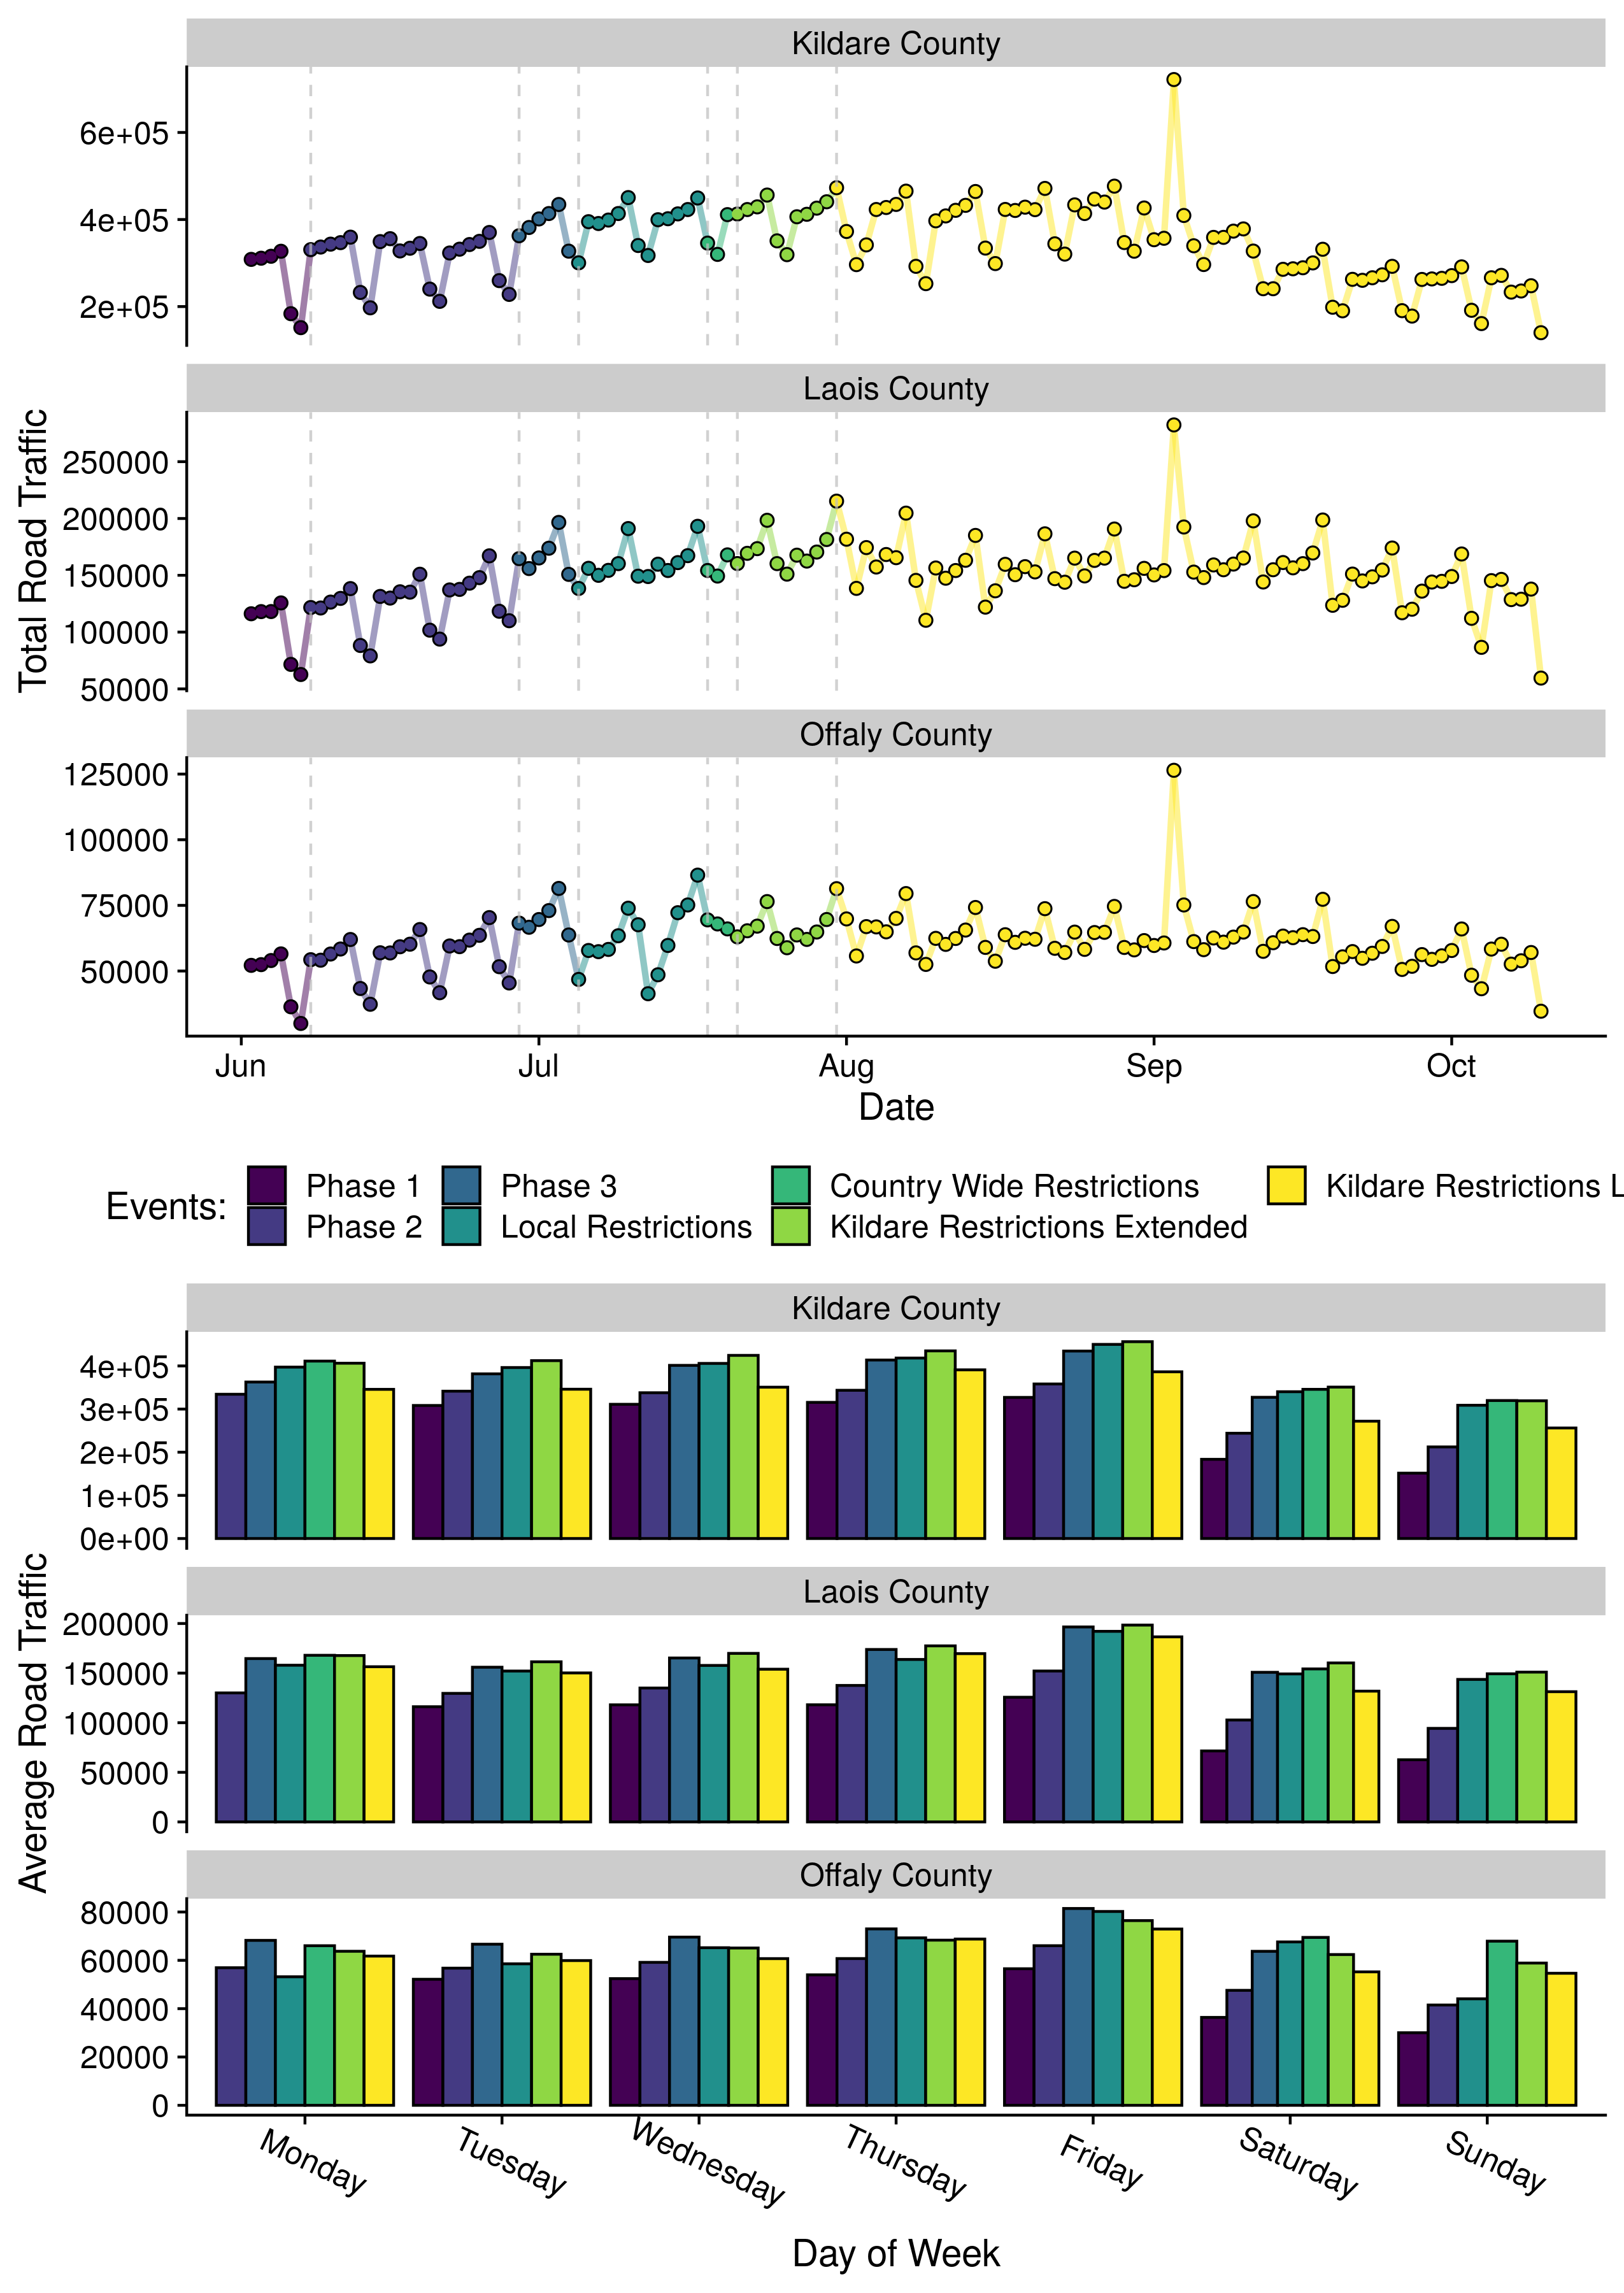 Kildare County
6e+05
4e+05
2e+05
Laois County
250000
200000
150000
100000
50000
Offaly County
125000
100000
75000
50000
Total Road Traffic
Jun Jul Aug Sep Oct
Date
Events:
Phase 1 Phase 3 Country Wide Restrictions Kildare Restrictions L
Phase 2 Local Restrictions Kildare Restrictions Extended
Kildare County
4e+05
3e+05
2e+05
1e+05
0e+00
Laois County
200000
150000
100000
50000
0
Offaly County
80000
60000
40000
20000
0
Average Road Traffic
Monday Tuesday Wednesday Thursday Friday Saturday Sunday
Day of Week